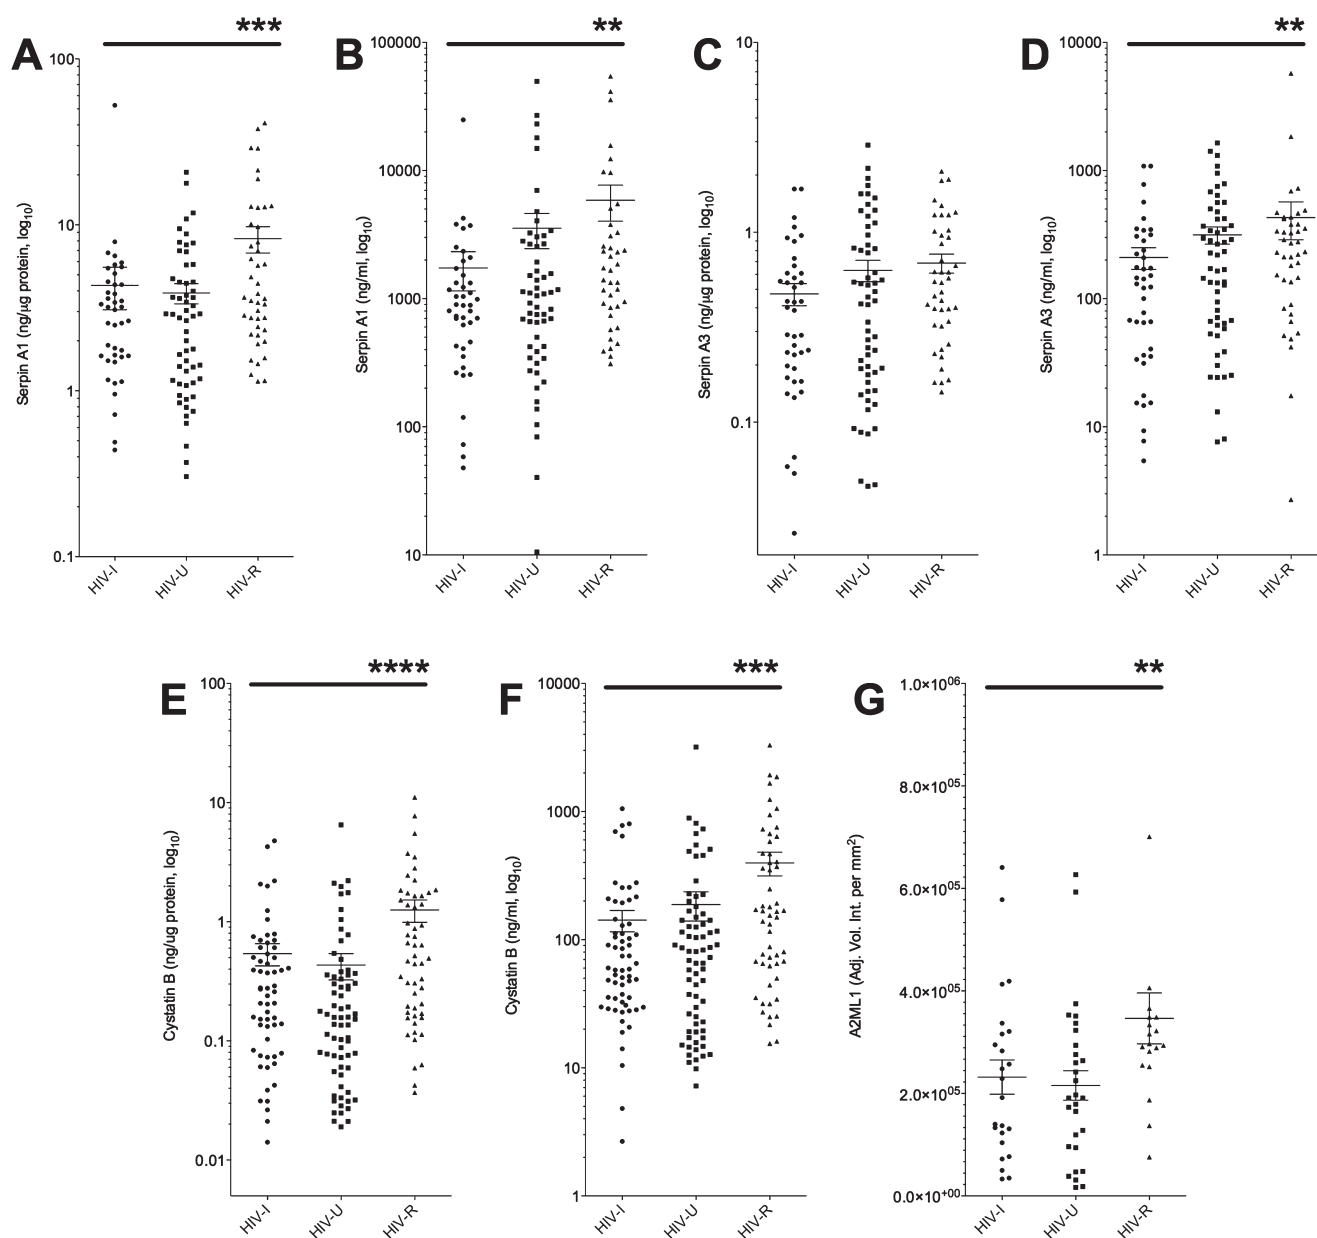 A
***
Serpin A1 (ng/µg protein, log10)
100
10
1
0.1
HIV-I
HIV-U
HIV-R
B
**
Serpin A1 (ng/ml, log10)
100000
10000
1000
100
10
HIV-I
HIV-U
HIV-R
C
Serpin A3 (ng/µg protein, log10)
10
1
0.1
HIV-I
HIV-U
HIV-R
D
**
Serpin A3 (ng/ml, log10)
10000
1000
100
10
1
HIV-I
HIV-U
HIV-R
E
****
Cystatin B (ng/ug protein, log10)
100
10
1
0.1
0.01
HIV-I
HIV-U
HIV-R
F
***
Cystatin B (ng/ml, log10)
10000
1000
100
10
1
HIV-I
HIV-U
HIV-R
G
**
A2ML1 (Adj. Vol. Int. per mm2)
1.0×10+06
8.0×10+05
6.0×10+05
4.0×10+05
2.0×10+05
0.0×10+00
HIV-I
HIV-U
HIV-R